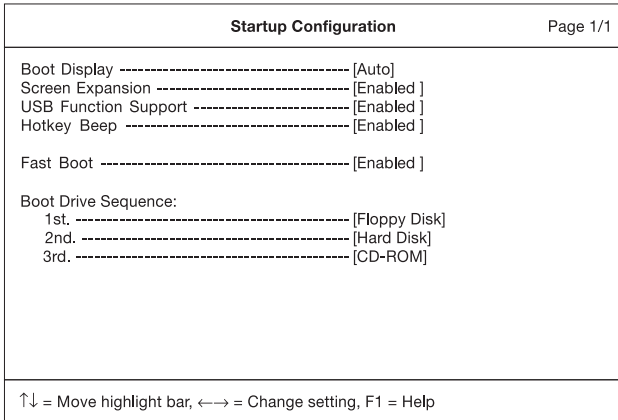 Startup Configuration Page 1/1
Boot Display ------------------------------------ [Auto]
Screen Expansion ------------------------------------ [Enabled ]
USB Function Support ------------------------ [Enabled ]
Hotkey Beep ----------------------------------- [Enabled ]
Fast Boot --------------------------------------- [Enabled ]
Boot Drive Sequence:
1st. ------------------------------------------- [Floppy Disk]
2nd. ------------------------------------------ [Hard Disk]
3rd. ------------------------------------------- [CD-ROM]
↑↓ = Move highlight bar, ←→ = Change setting, F1 = Help